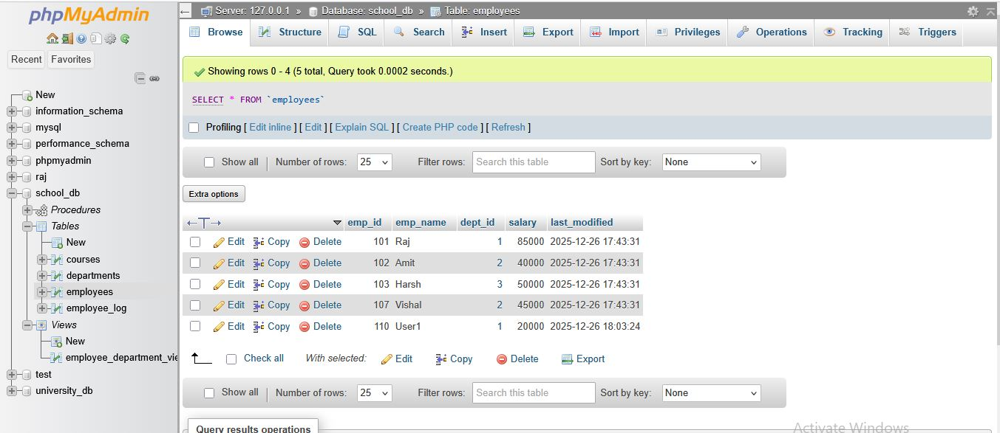 phpMyAdmin
Recent Favorites
New
information_schema
mysql
performance_schema
phpmyadmin
raj
school_db
Procedures
Tables
New
courses
departments
employees
employee_log
Views
New
employee_department_vie
test
university_db
Server: 127.0.0.1 » Database: school_db » Table: employees
Browse Structure SQL Search Insert Export Import Privileges Operations Tracking Triggers
Showing rows 0 - 4 (5 total, Query took 0.0002 seconds.)
SELECT * FROM `employees`
Profiling [ Edit inline ] [ Edit ] [ Explain SQL ] [ Create PHP code ] [ Refresh ]
Show all | Number of rows: 25 Filter rows: Search this table Sort by key: None
Extra options
←T→ emp_id emp_name dept_id salary last_modified
Edit Copy Delete 101 Raj 1 85000 2025-12-26 17:43:31
Edit Copy Delete 102 Amit 2 40000 2025-12-26 17:43:31
Edit Copy Delete 103 Harsh 3 50000 2025-12-26 17:43:31
Edit Copy Delete 107 Vishal 2 45000 2025-12-26 17:43:31
Edit Copy Delete 110 User1 1 20000 2025-12-26 18:03:24
Check all With selected: Edit Copy Delete Export
Show all | Number of rows: 25 Filter rows: Search this table Sort by key: None
Query results operations
Activate Windows